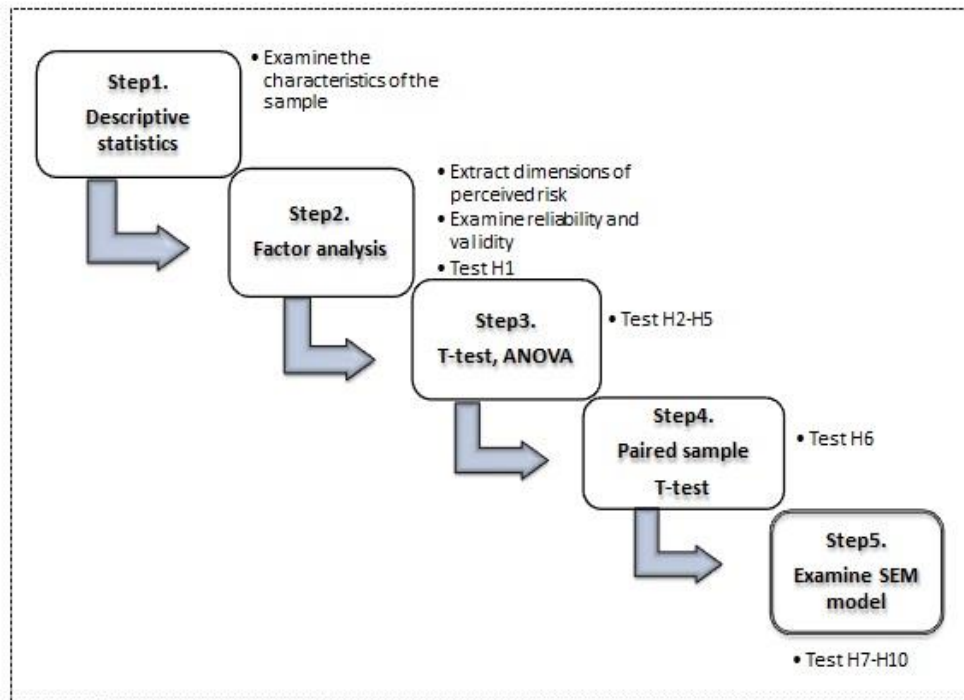 Step1.
Descriptive
statistics
• Examine the
characteristics of the
sample
Step2.
Factor analysis
• Extract dimensions of
perceived risk
• Examine reliability and
validity
• Test H1
Step3.
T-test, ANOVA
• Test H2-H5
Step4.
Paired sample
T-test
• Test H6
Step5.
Examine SEM
model
• Test H7-H10